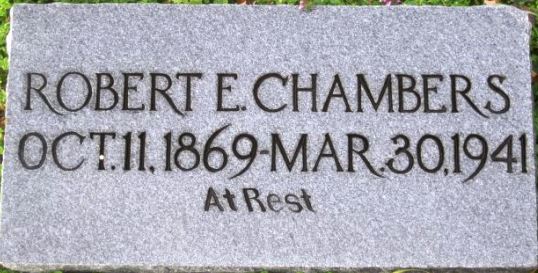 ROBERT E. CHAMBERS
OCT. 11, 1869-MAR. 30, 1941
At Rest